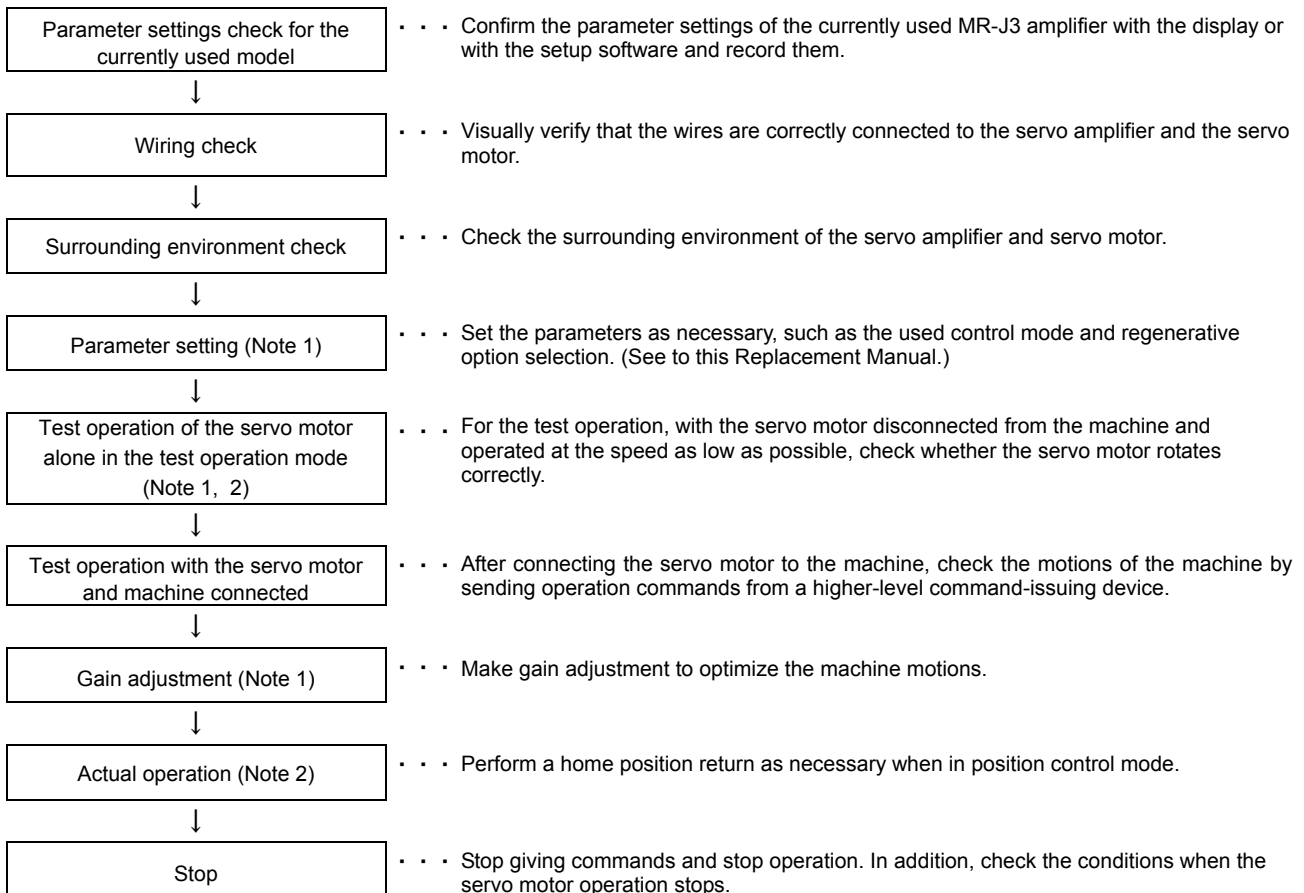 Parameter settings check for the
currently used model
・ ・ ・ Confirm the parameter settings of the currently used MR-J3 amplifier with the display or
with the setup software and record them.
↓
Wiring check
・ ・ ・ Visually verify that the wires are correctly connected to the servo amplifier and the servo
motor.
↓
Surrounding environment check
・ ・ ・ Check the surrounding environment of the servo amplifier and servo motor.
↓
Parameter setting (Note 1)
・ ・ ・ Set the parameters as necessary, such as the used control mode and regenerative
option selection. (See to this Replacement Manual.)
↓
Test operation of the servo motor
alone in the test operation mode
(Note 1, 2)
・ ・ ・ For the test operation, with the servo motor disconnected from the machine and
operated at the speed as low as possible, check whether the servo motor rotates
correctly.
↓
Test operation with the servo motor
and machine connected
・ ・ ・ After connecting the servo motor to the machine, check the motions of the machine by
sending operation commands from a higher-level command-issuing device.
↓
Gain adjustment (Note 1)
・ ・ ・ Make gain adjustment to optimize the machine motions.
↓
Actual operation (Note 2)
・ ・ ・ Perform a home position return as necessary when in position control mode.
↓
Stop
・ ・ ・ Stop giving commands and stop operation. In addition, check the conditions when the
servo motor operation stops.